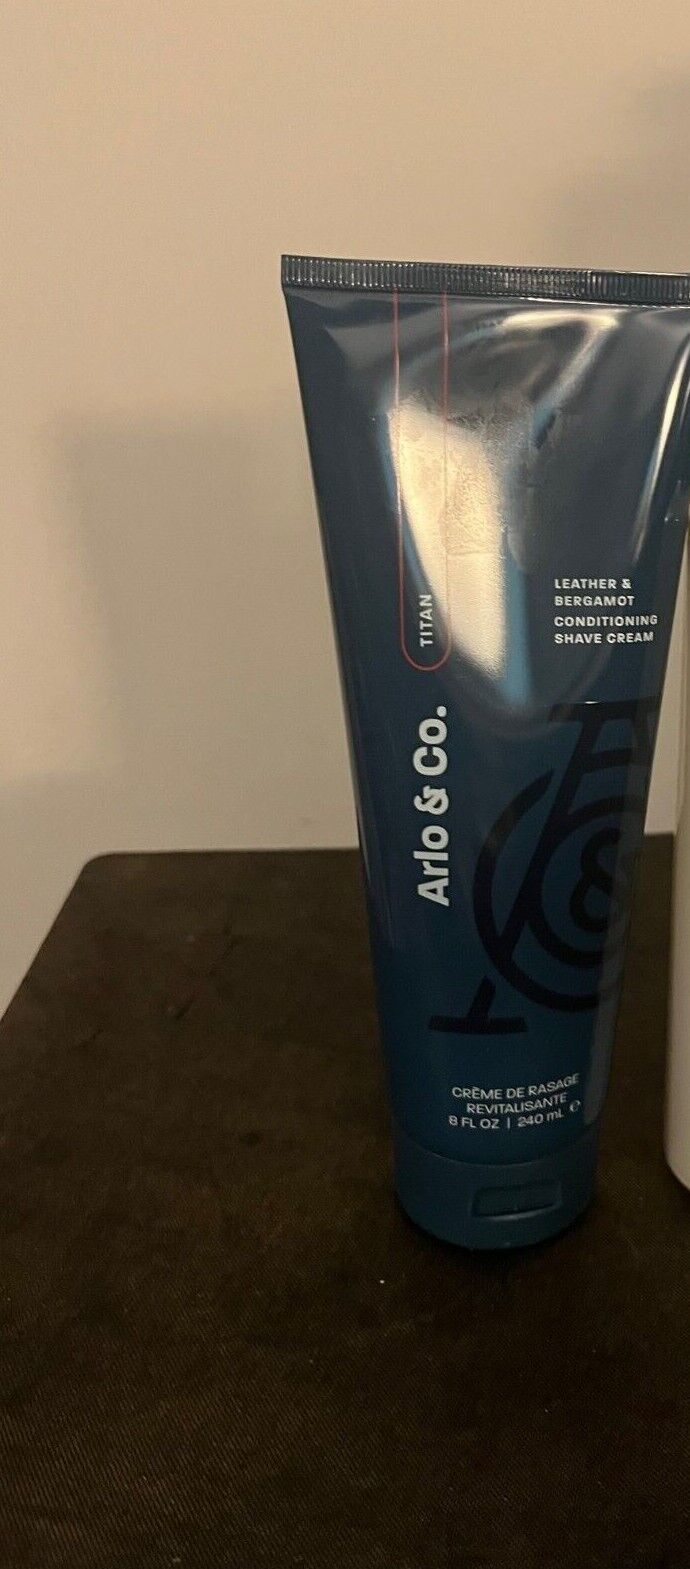 TITAN
Arlo & Co.
LEATHER &
BERGAMOT
CONDITIONING
SHAVE CREAM
&
CRÈME DE RASAGE
REVITALISANTE
8 FL OZ | 240 mL ℮